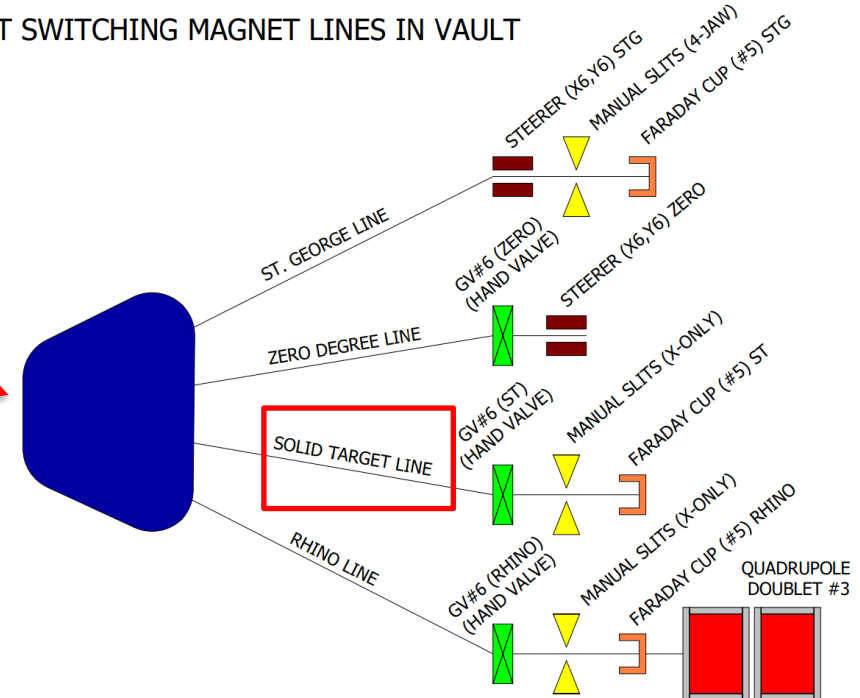 T SWITCHING MAGNET LINES IN VAULT
STEERER (X6,Y6) STG
MANUAL SLITS (4-JAW)
FARADAY CUP (#5) STG
ST. GEORGE LINE
GV#6 (ZERO)
(HAND VALVE)
STEERER (X6,Y6) ZERO
ZERO DEGREE LINE
GV#6 (ST)
(HAND VALVE)
MANUAL SLITS (X-ONLY)
FARADAY CUP (#5) ST
SOLID TARGET LINE
RHINO LINE
GV#6 (RHINO)
(HAND VALVE)
MANUAL SLITS (X-ONLY)
FARADAY CUP (#5) RHINO
QUADRUPOLE
DOUBLET #3